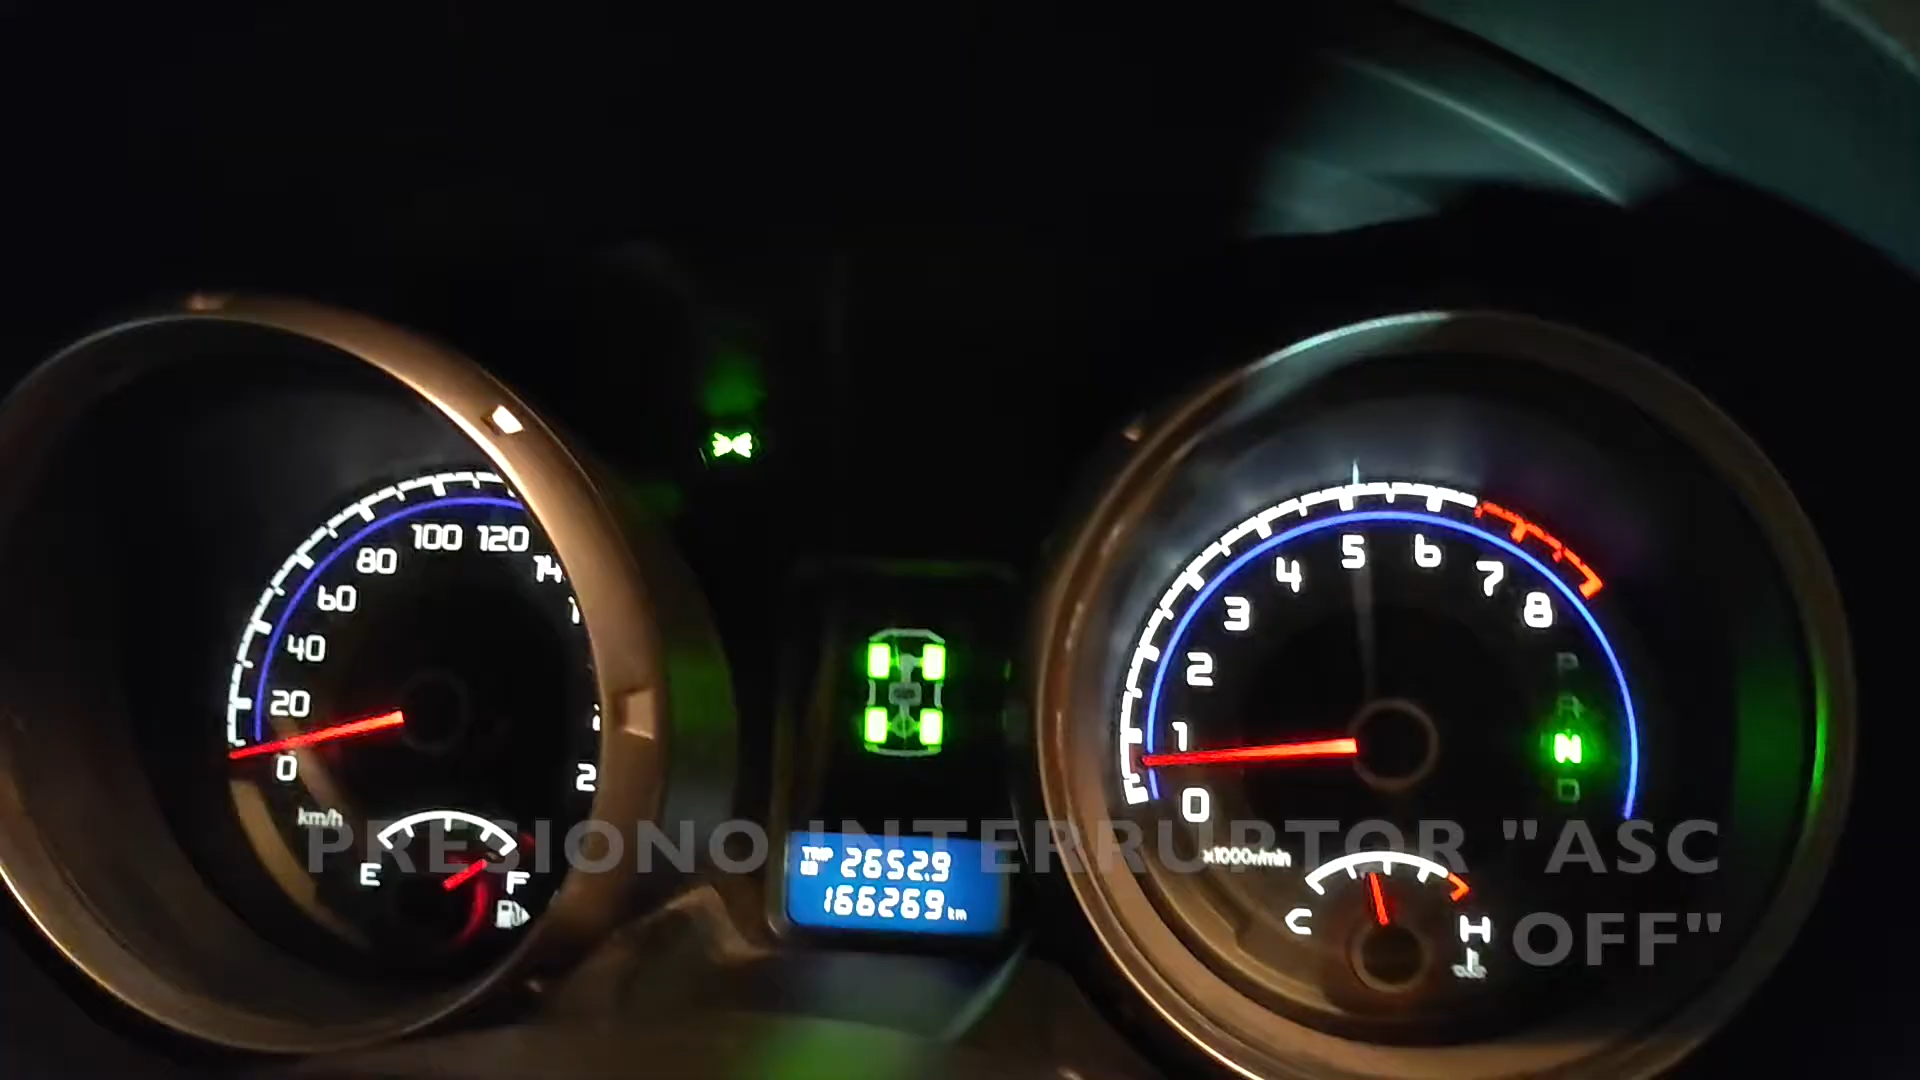 100 120
80
14
60
40
20
0
km/h
E
F
TRIP
2652.9
166269 km
5
6
4
7
3
8
2
1
0
P
R
N
D
x1000r/min
C
H
PRESIONO INTERRUPTOR "ASC
OFF"